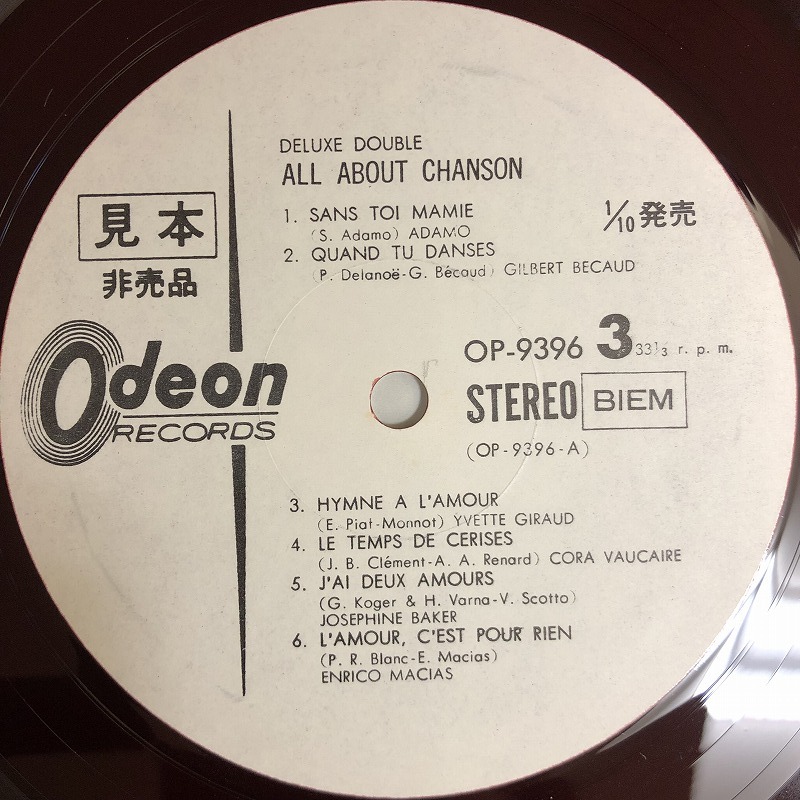 DELUXE DOUBLE
ALL ABOUT CHANSON
見本
非売品
1. SANS TOI MAMIE
(S. Adamo) ADAMO
1/10 発売
2. QUAND TU DANSES
(P. Delanoë-G. Bécaud) GILBERT BECAUD
Odeon
RECORDS
OP-9396 3 33 1/3 r. p. m.
STEREO BIEM
(OP-9396-A)
3. HYMNE A L'AMOUR
(E. Piat-Monnot) YVETTE GIRAUD
4. LE TEMPS DE CERISES
(J. B. Clément-A. A. Renard) CORA VAUCAIRE
5. J'AI DEUX AMOURS
(G. Koger & H. Varna-V. Scotto)
JOSEPHINE BAKER
6. L'AMOUR, C'EST POUR RIEN
(P. R. Blanc-E. Macias)
ENRICO MACIAS